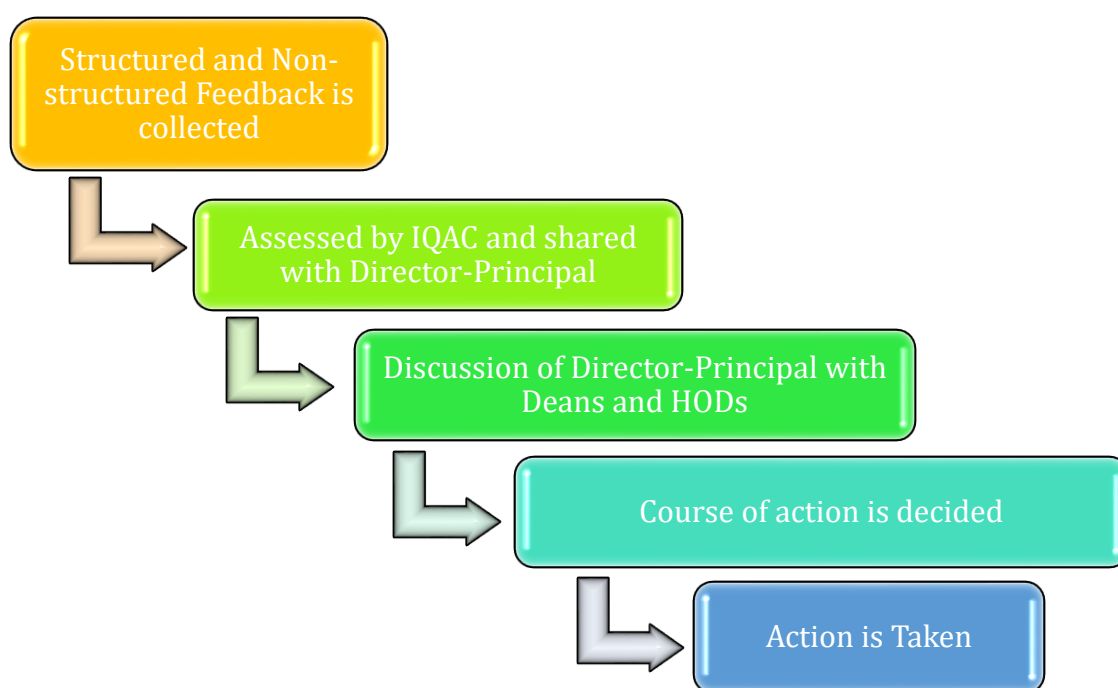 Structured and Non-
structured Feedback is
collected
Assessed by IQAC and shared
with Director-Principal
Discussion of Director-Principal with
Deans and HODs
Course of action is decided
Action is Taken